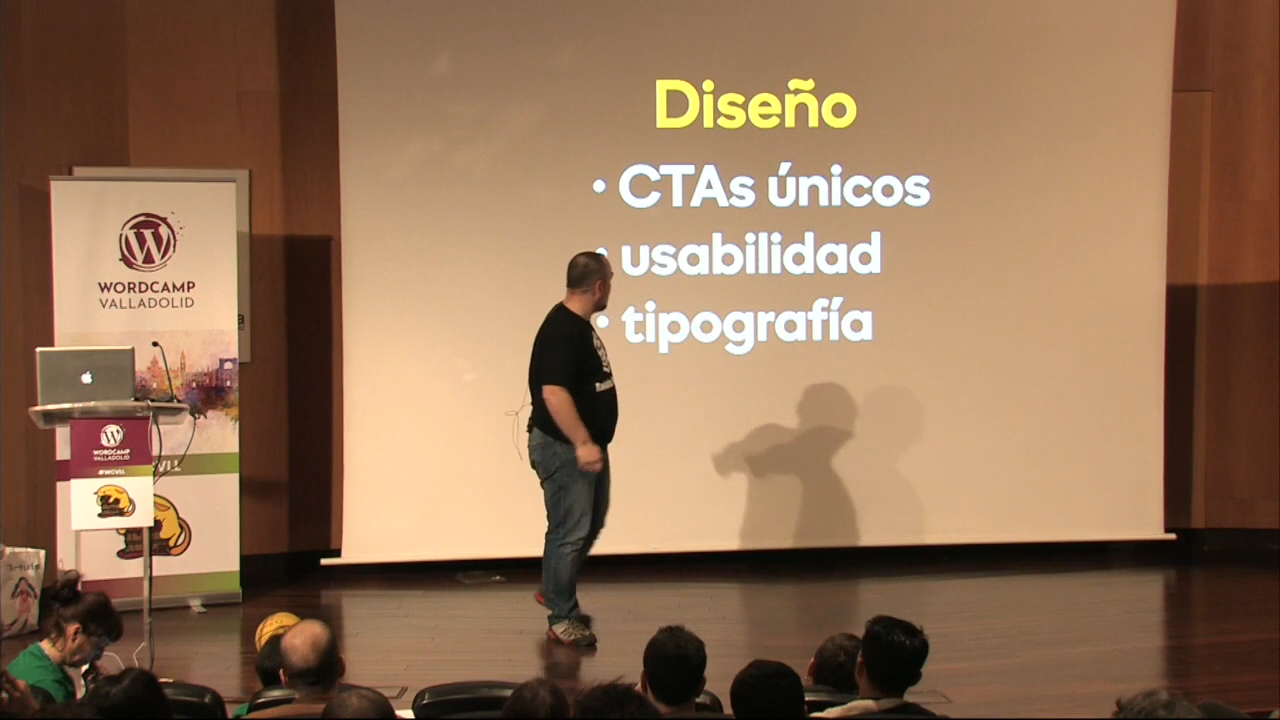 Diseño
• CTAs únicos
• usabilidad
• tipografía
WORDCAMP
VALLADOLID
WORDCAMP
VALLADOLID
#WCVLL